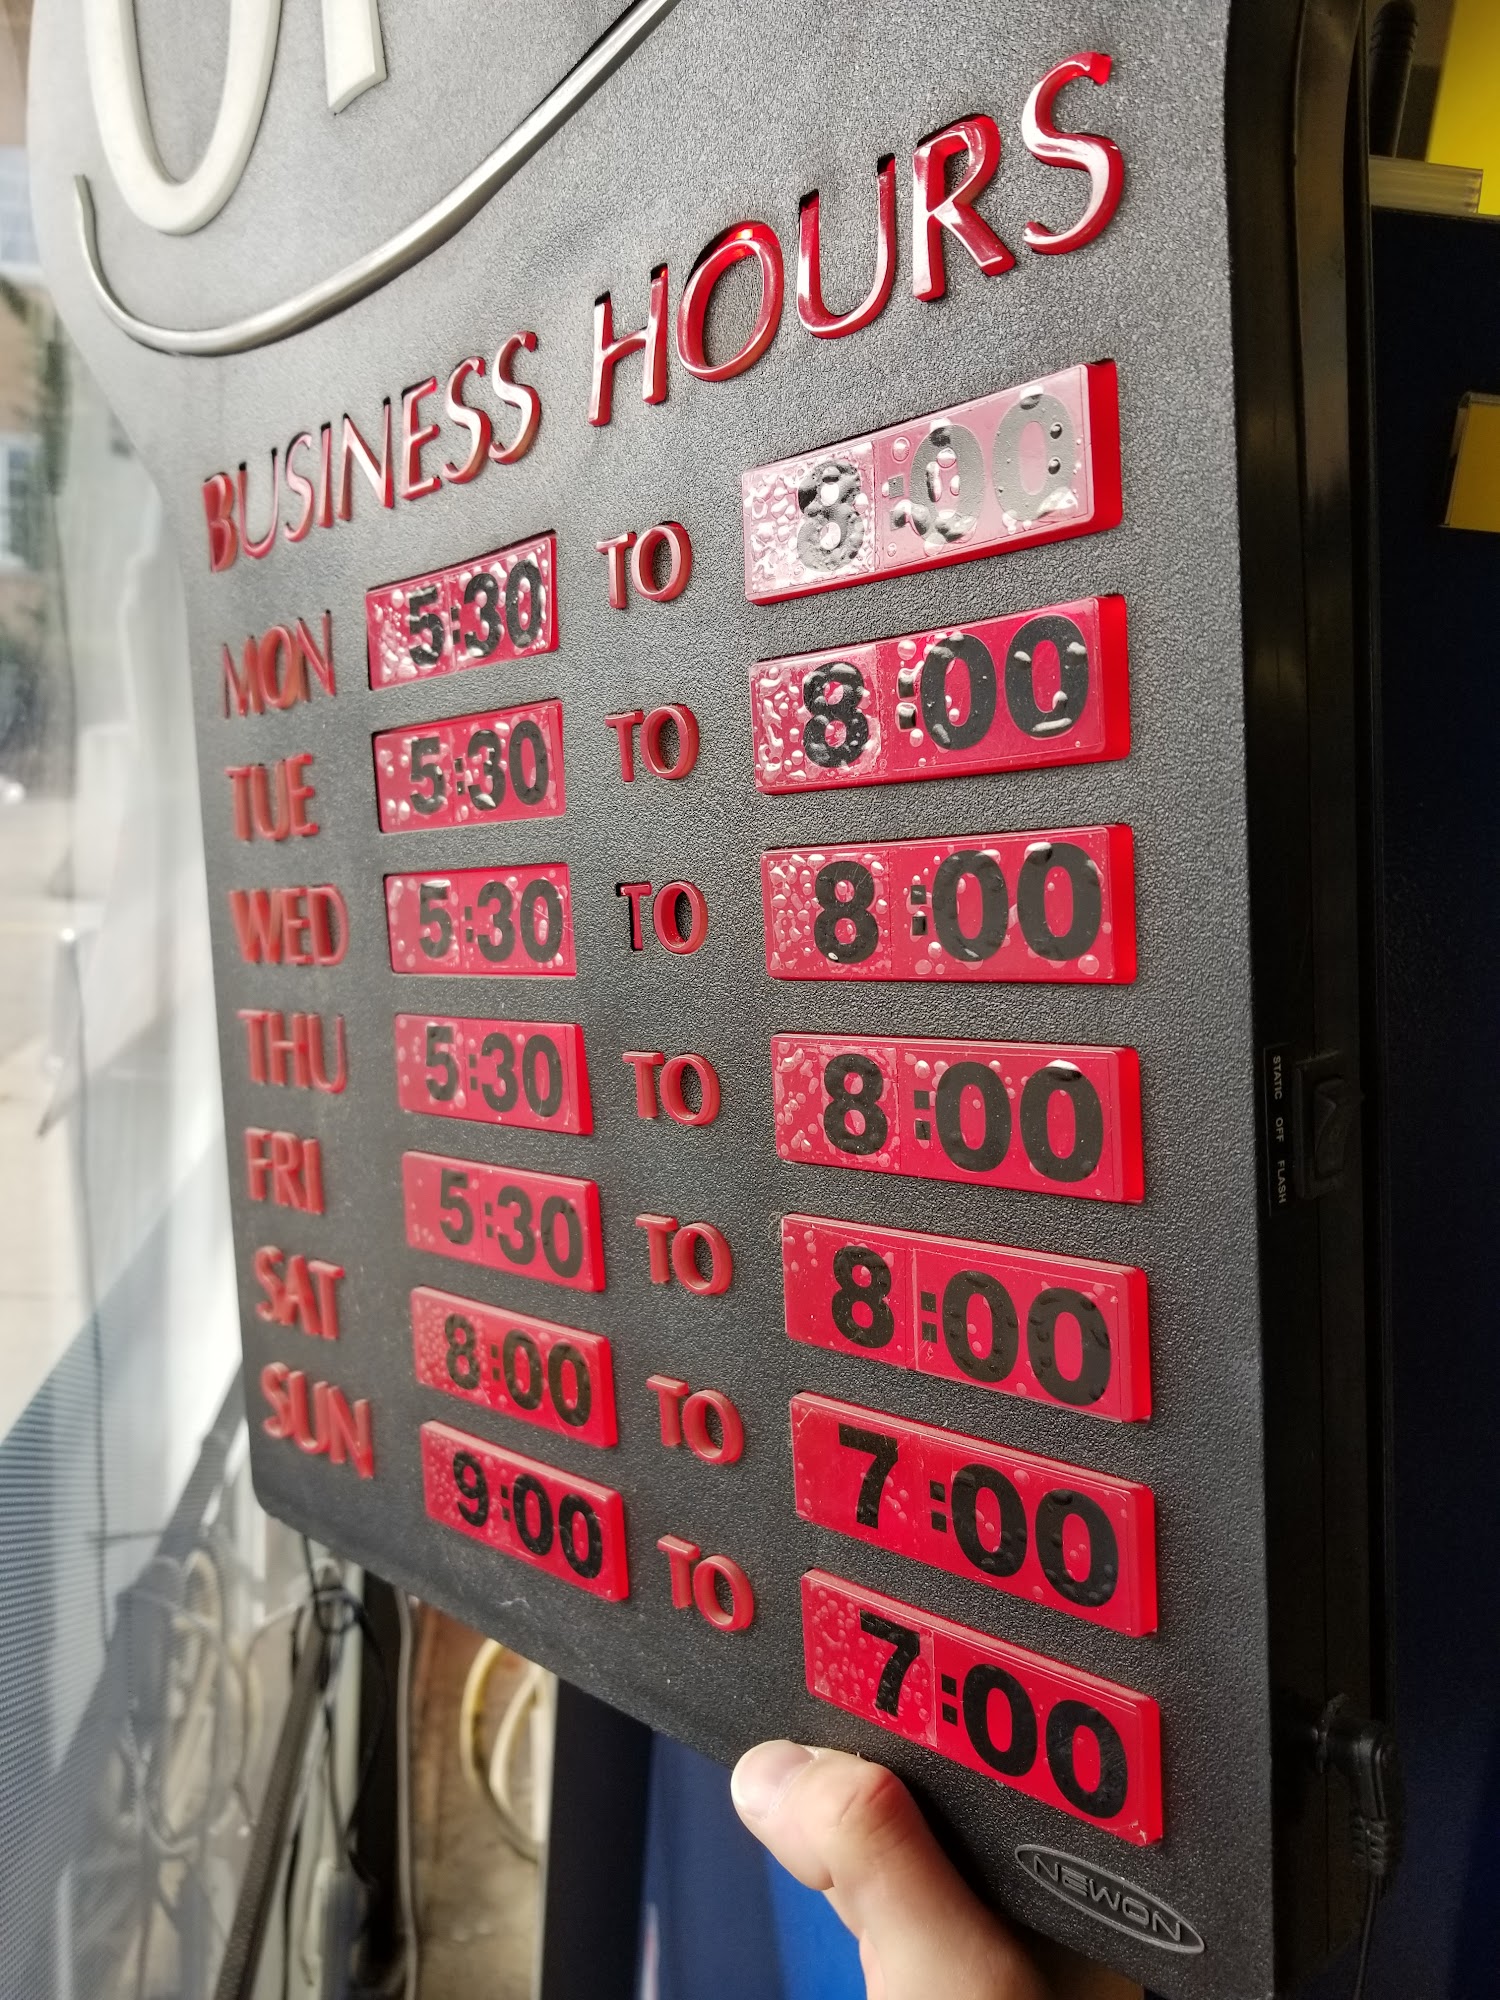 BUSINESS HOURS
MON 5:30 TO 8:00
TUE 5:30 TO 8:00
WED 5:30 TO 8:00
THU 5:30 TO 8:00
FRI 5:30 TO 8:00
SAT 8:00 TO 7:00
SUN 9:00 TO 7:00
NEWON
STATIC OFF FLASH